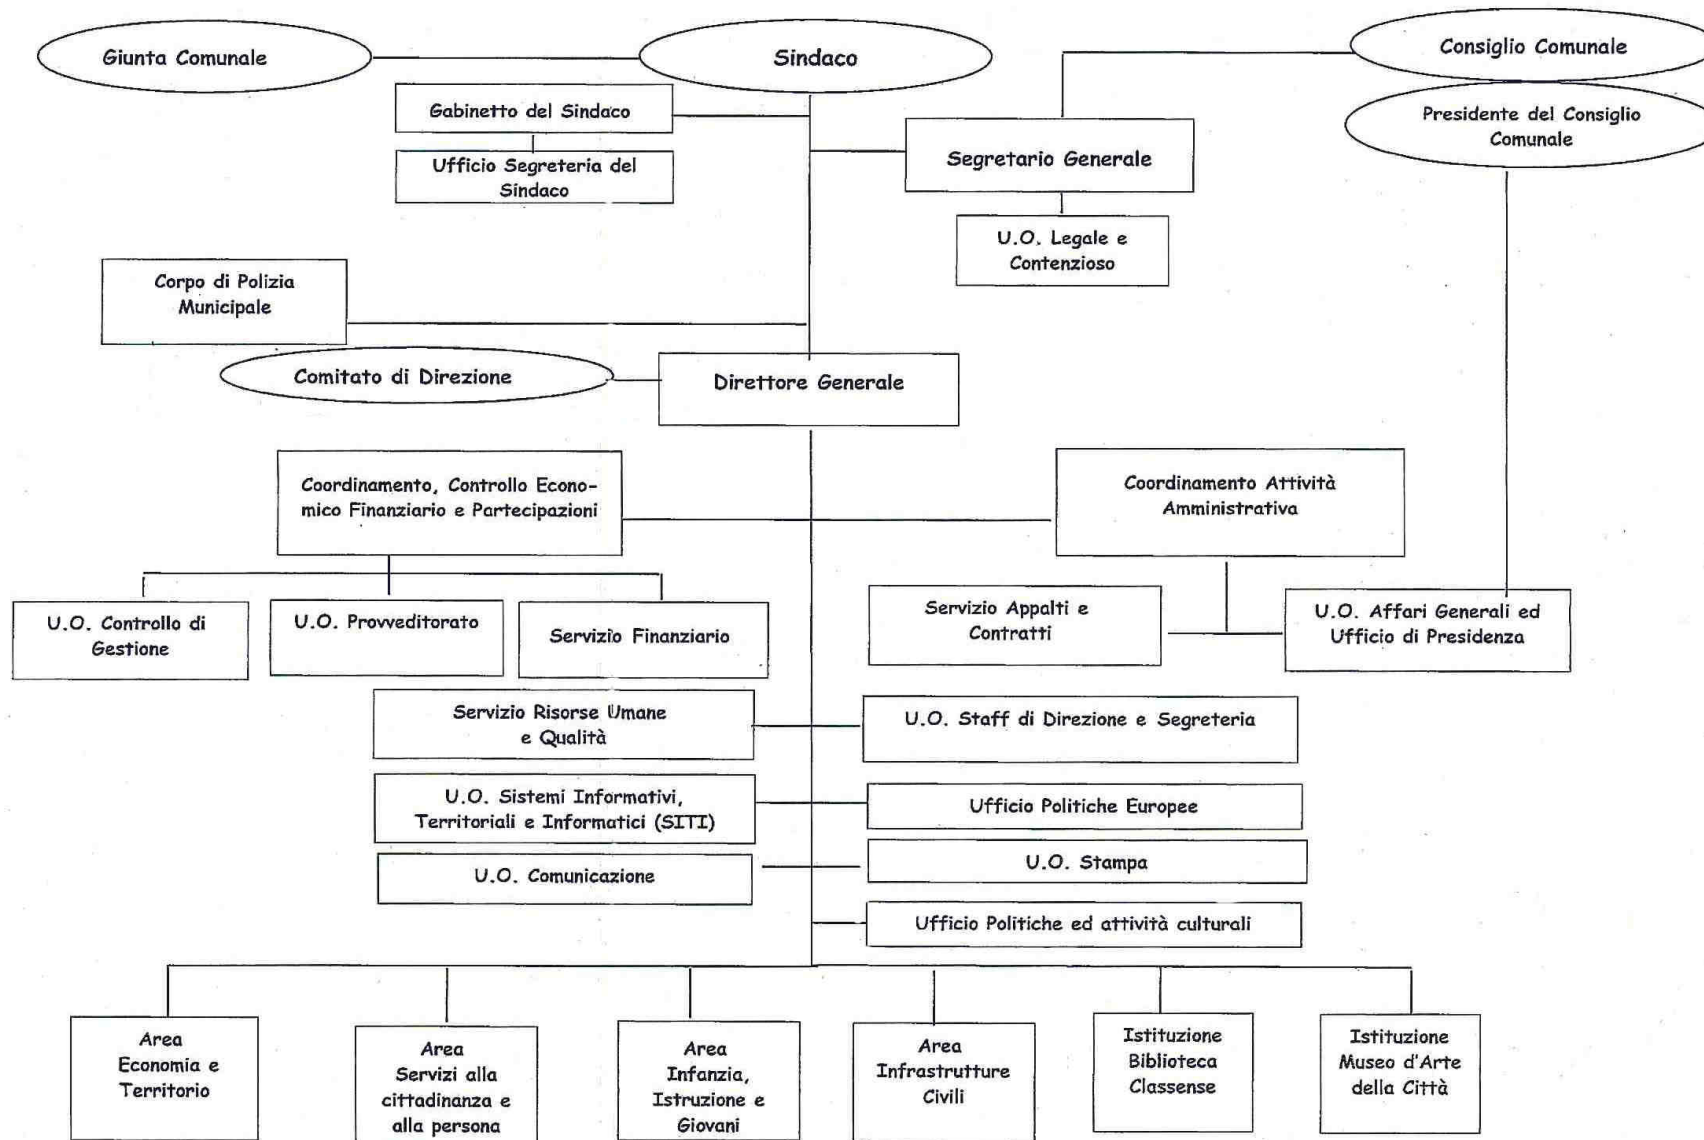 Giunta Comunale
Sindaco
Consiglio Comunale
Gabinetto del Sindaco
Presidente del Consiglio
Comunale
Ufficio Segreteria del
Sindaco
Segretario Generale
U.O. Legale e
Contenzioso
Corpo di Polizia
Municipale
Comitato di Direzione
Direttore Generale
Coordinamento, Controllo Econo-
mico Finanziario e Partecipazioni
Coordinamento Attività
Amministrativa
U.O. Controllo di
Gestione
U.O. Provveditorato
Servizio Finanziario
Servizio Appalti e
Contratti
U.O. Affari Generali ed
Ufficio di Presidenza
Servizio Risorse Umane
e Qualità
U.O. Staff di Direzione e Segreteria
U.O. Sistemi Informativi,
Territoriali e Informatici (SITI)
Ufficio Politiche Europee
U.O. Comunicazione
U.O. Stampa
Ufficio Politiche ed attività culturali
Area
Economia e
Territorio
Area
Servizi alla
cittadinanza e
alla persona
Area
Infanzia,
Istruzione e
Giovani
Area
Infrastrutture
Civili
Istituzione
Biblioteca
Classense
Istituzione
Museo d'Arte
della Città